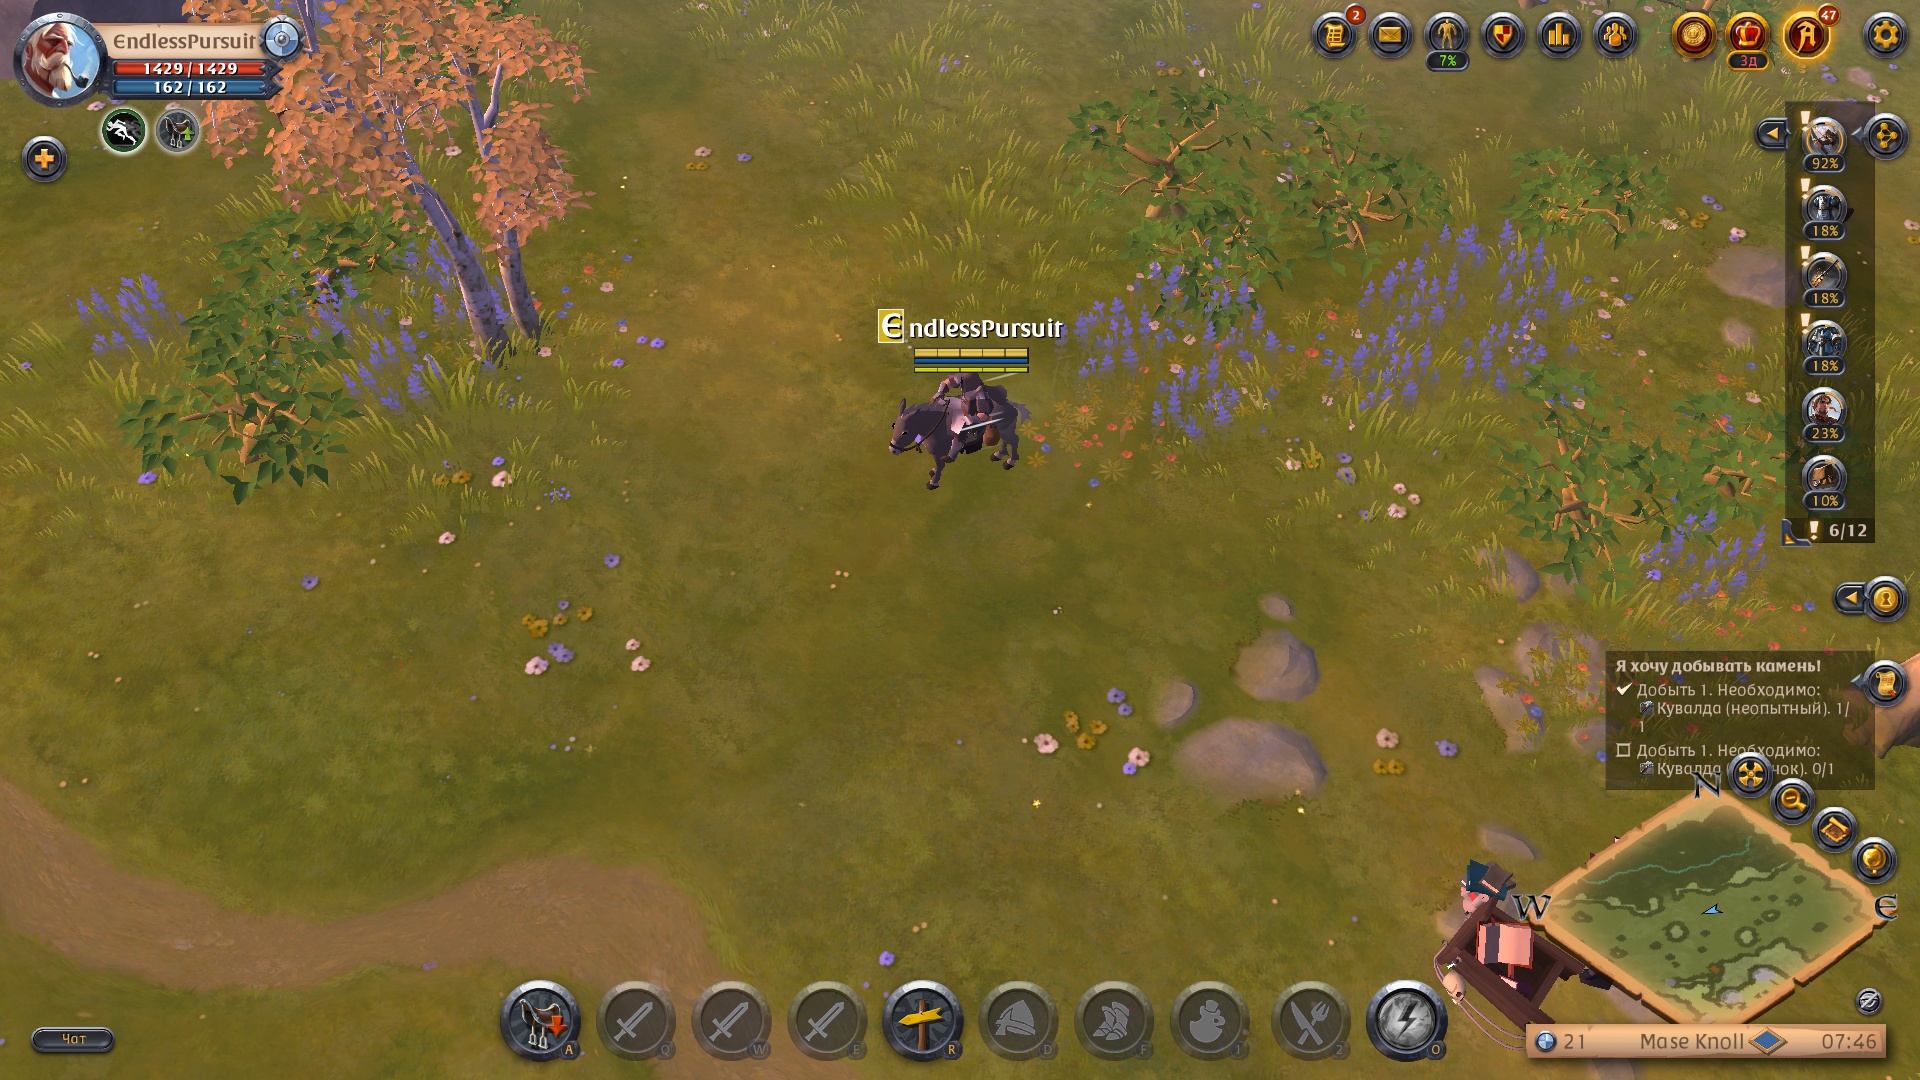 EndlessPursuit
1429 / 1429
162 / 162
2
7%
3д
47
92%
18%
18%
18%
23%
10%
6/12
EndlessPursuit
Я хочу добывать камень!
Добыть 1. Необходимо:
Кувалда (неопытный). 1/
1
Добыть 1. Необходимо:
Кувалда
0/1
N
W
E
A
Q
W
E
R
D
F
1
2
O
Чат
21
Mase Knoll
07:46